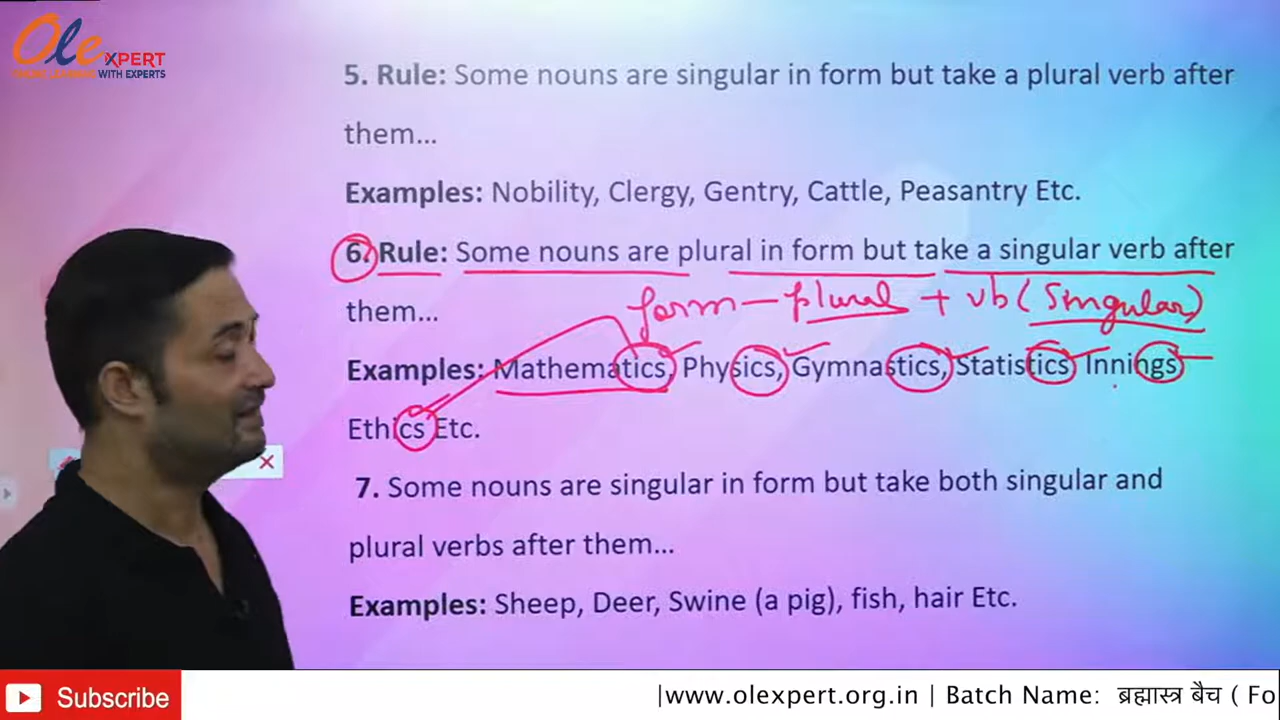 Olexpert
ONLINE LEARNING WITH EXPERTS
5. Rule: Some nouns are singular in form but take a plural verb after
them...
Examples: Nobility, Clergy, Gentry, Cattle, Peasantry Etc.
6. Rule: Some nouns are plural in form but take a singular verb after
them...
form – plural + vb (Singular)
Examples: Mathematics, Physics, Gymnastics, Statistics Innings
Ethics Etc.
7. Some nouns are singular in form but take both singular and
plural verbs after them...
Examples: Sheep, Deer, Swine (a pig), fish, hair Etc.
Subscribe
|www.olexpert.org.in | Batch Name: ब्रह्मास्त्र बैच ( Fo